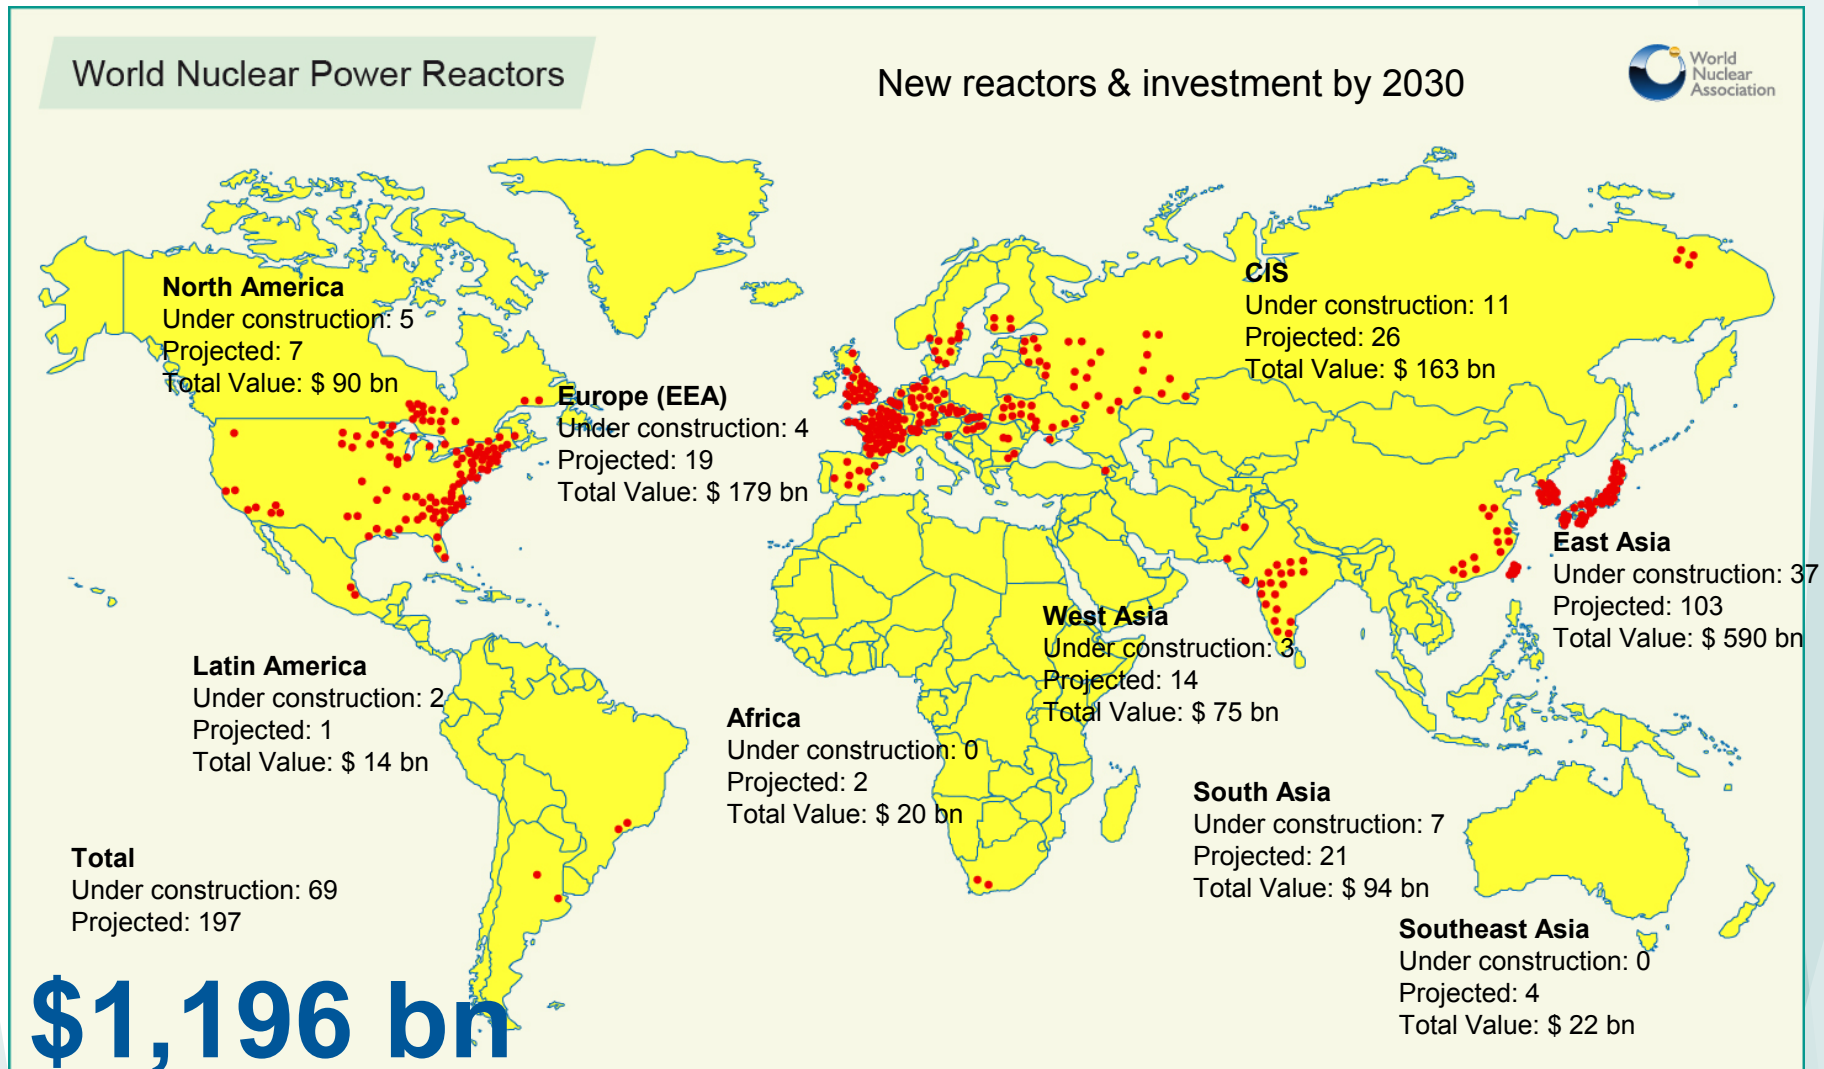 World Nuclear Power Reactors
New reactors & investment by 2030
World
Nuclear
Association
North America
Under construction: 5
Projected: 7
Total Value: $ 90 bn
Europe (EEA)
Under construction: 4
Projected: 19
Total Value: $ 179 bn
CIS
Under construction: 11
Projected: 26
Total Value: $ 163 bn
East Asia
Under construction: 37
Projected: 103
Total Value: $ 590 bn
West Asia
Under construction: 3
Projected: 14
Total Value: $ 75 bn
Latin America
Under construction: 2
Projected: 1
Total Value: $ 14 bn
Africa
Under construction: 0
Projected: 2
Total Value: $ 20 bn
South Asia
Under construction: 7
Projected: 21
Total Value: $ 94 bn
Southeast Asia
Under construction: 0
Projected: 4
Total Value: $ 22 bn
Total
Under construction: 69
Projected: 197
$1,196 bn